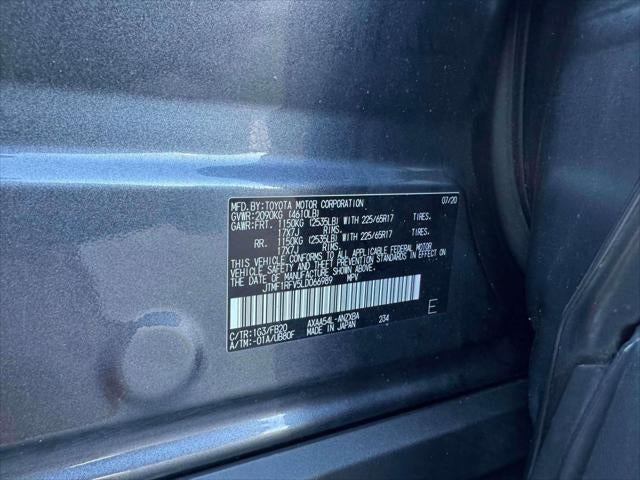 MFD.BY:TOYOTA MOTOR CORPORATION 07/20
GVWR:2090KG (4610LB)
GAWR:FRT. 1150KG (2535LB) WITH 225/65R17 TIRES.
17X7J RIMS.
RR. 1150KG (2535LB) WITH 225/65R17 TIRES.
17X7J RIMS.
THIS VEHICLE CONFORMS TO ALL APPLICABLE FEDERAL MOTOR
VEHICLE SAFETY AND BUMPER STANDARDS IN EFFECT ON
THE DATE OF MANUFACTURE SHOWN ABOVE.
JTMF1RFV5LD066989 MPV
E
C/TR:1G3/FB20 AXAA54L-ANZXBA 234
A/TM:-01A/UB80F MADE IN JAPAN